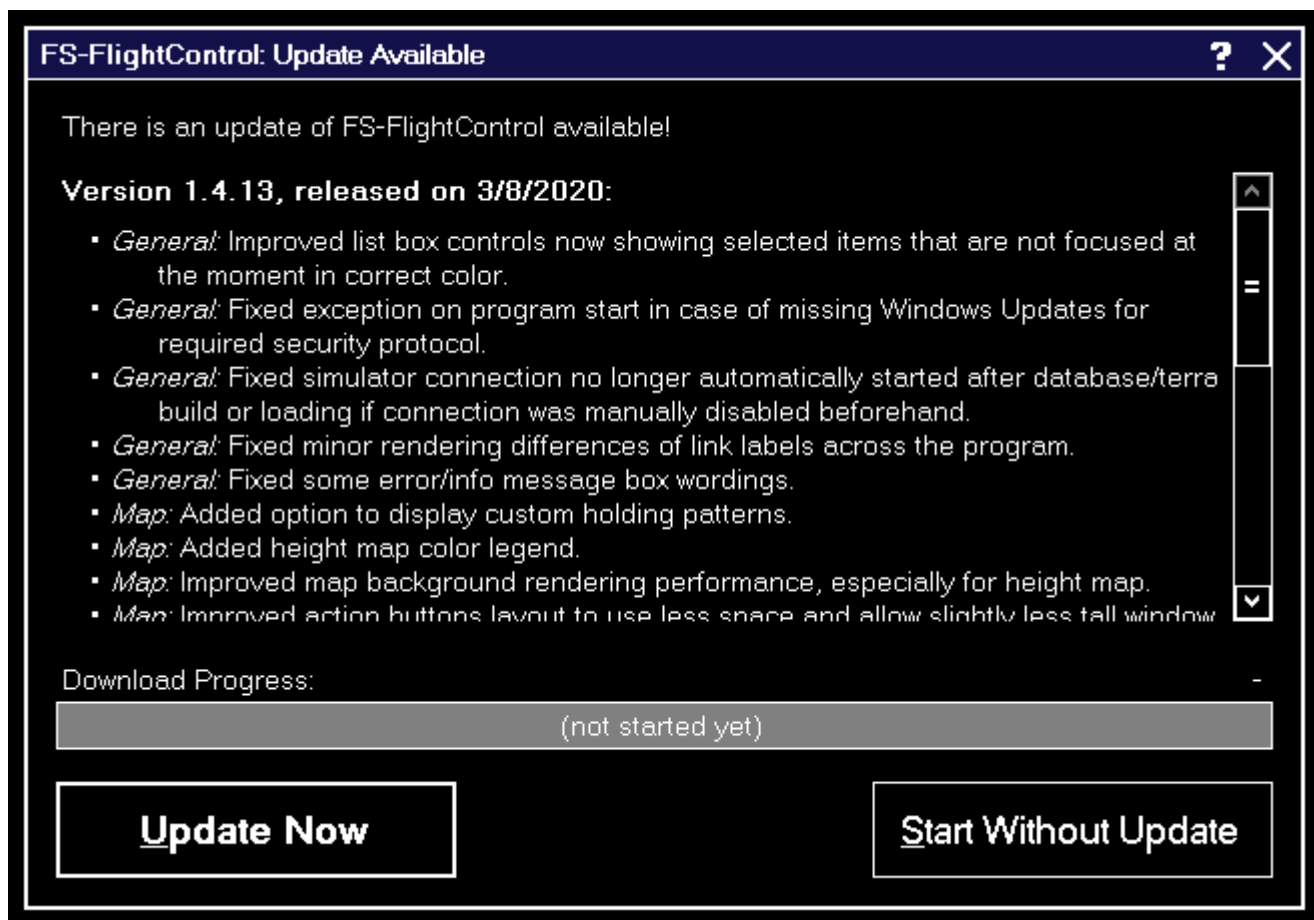 FS-FlightControl: Update Available ? X
There is an update of FS-FlightControl available!
Version 1.4.13, released on 3/8/2020:
• General: Improved list box controls now showing selected items that are not focused at
the moment in correct color.
• General: Fixed exception on program start in case of missing Windows Updates for
required security protocol.
• General: Fixed simulator connection no longer automatically started after database/terra
build or loading if connection was manually disabled beforehand.
• General: Fixed minor rendering differences of link labels across the program.
• General: Fixed some error/info message box wordings.
• Map: Added option to display custom holding patterns.
• Map: Added height map color legend.
• Map: Improved map background rendering performance, especially for height map.
• Map: Improved action buttons layout to use less space and allow slightly less tall window
Download Progress: -
(not started yet)
Update Now
Start Without Update